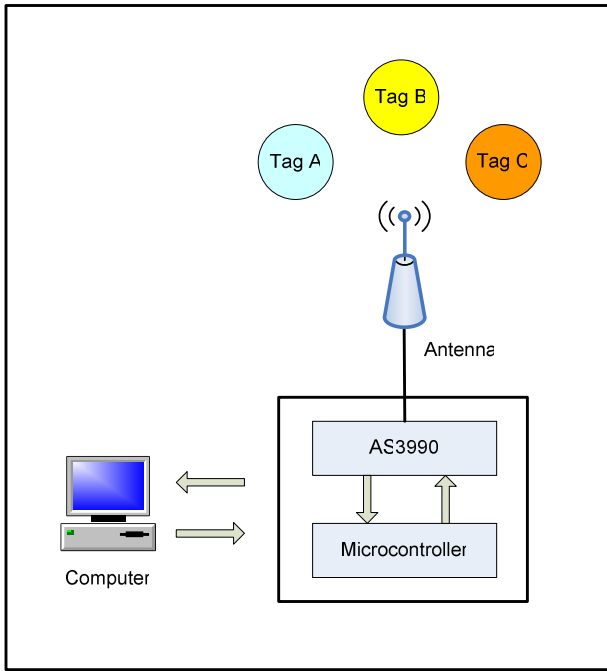 Tag B
Tag A
Tag C
Antenna
AS3990
Microcontroller
Computer